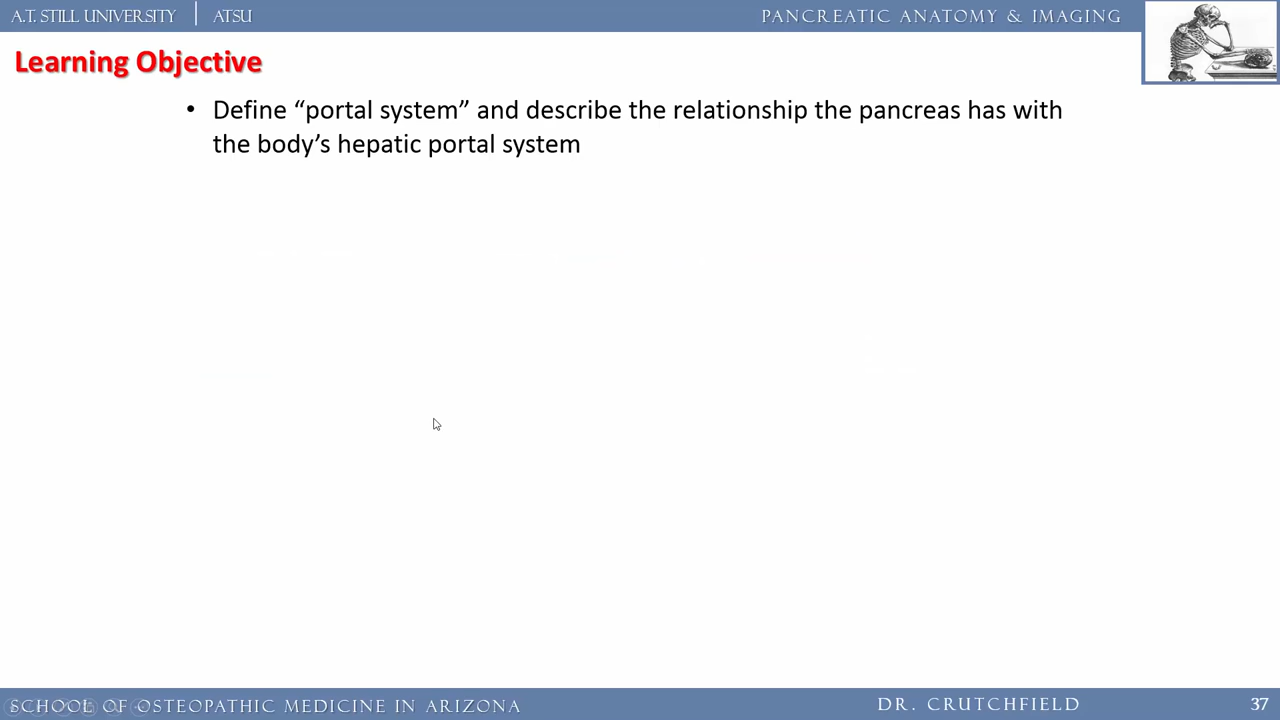 A.T. STILL UNIVERSITY | ATSU
PANCREATIC ANATOMY & IMAGING
Learning Objective
• Define “portal system” and describe the relationship the pancreas has with
the body’s hepatic portal system
SCHOOL OF OSTEOPATHIC MEDICINE IN ARIZONA
DR. CRUTCHFIELD
37